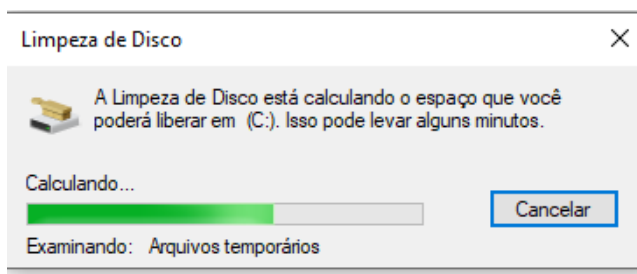 Limpeza de Disco
A Limpeza de Disco está calculando o espaço que você
poderá liberar em  (C:). Isso pode levar alguns minutos.
Calculando...
Cancelar
Examinando:   Arquivos temporários